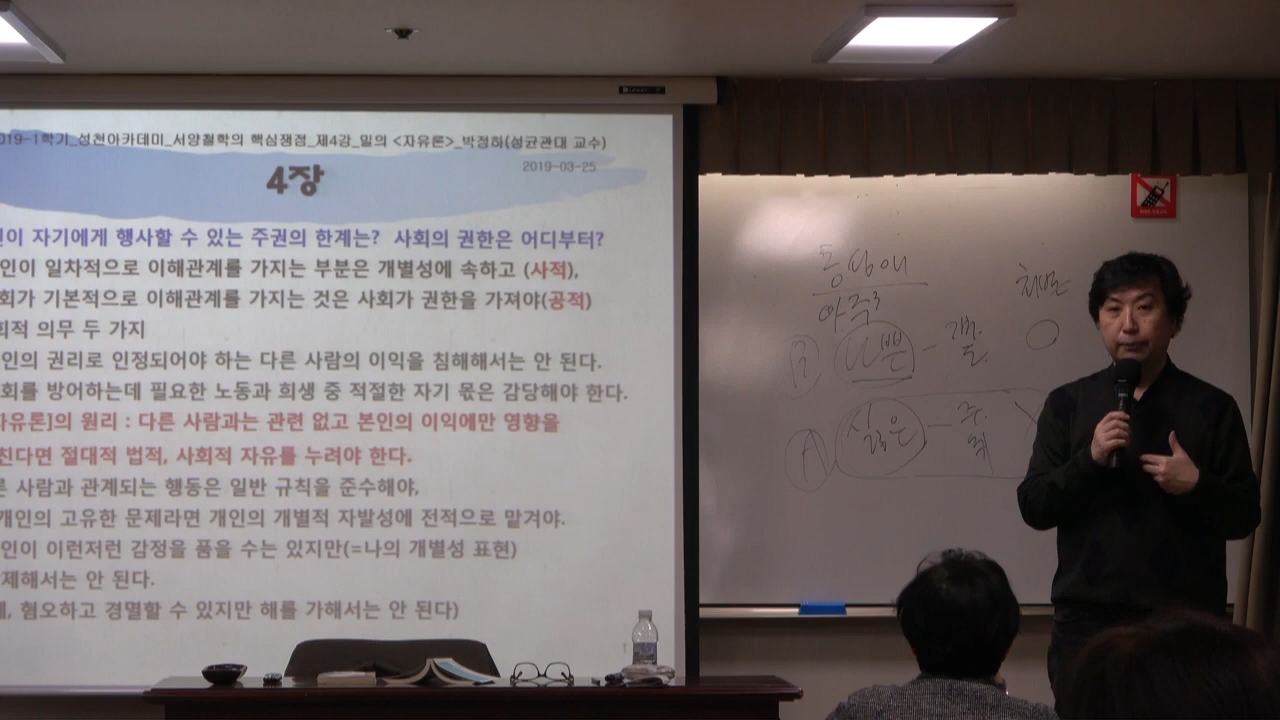 019-1학기_성천아카데미_서양철학의 핵심쟁점_제4강_밀의 <자유론>_박정하(성균관대 교수)
2019-03-25
4장
인이 자기에게 행사할 수 있는 주권의 한계는? 사회의 권한은 어디부터?
인이 일차적으로 이해관계를 가지는 부분은 개별성에 속하고 (사적),
회가 기본적으로 이해관계를 가지는 것은 사회가 권한을 가져야(공적)
회적 의무 두 가지
인의 권리로 인정되어야 하는 다른 사람의 이익을 침해해서는 안 된다.
회를 방어하는데 필요한 노동과 희생 중 적절한 자기 몫은 감당해야 한다.
자유론]의 원리 : 다른 사람과는 관련 없고 본인의 이익에만 영향을
친다면 절대적 법적, 사회적 자유를 누려야 한다.
른 사람과 관계되는 행동은 일반 규칙을 준수해야,
개인의 고유한 문제라면 개인의 개별적 자발성에 전적으로 맡겨야.
인이 이런저런 감정을 품을 수는 있지만(=나의 개별성 표현)
제해서는 안 된다.
혐오하고 경멸할 수 있지만 해를 가해서는 안 된다)
동성애
B 나쁜
A 싫은